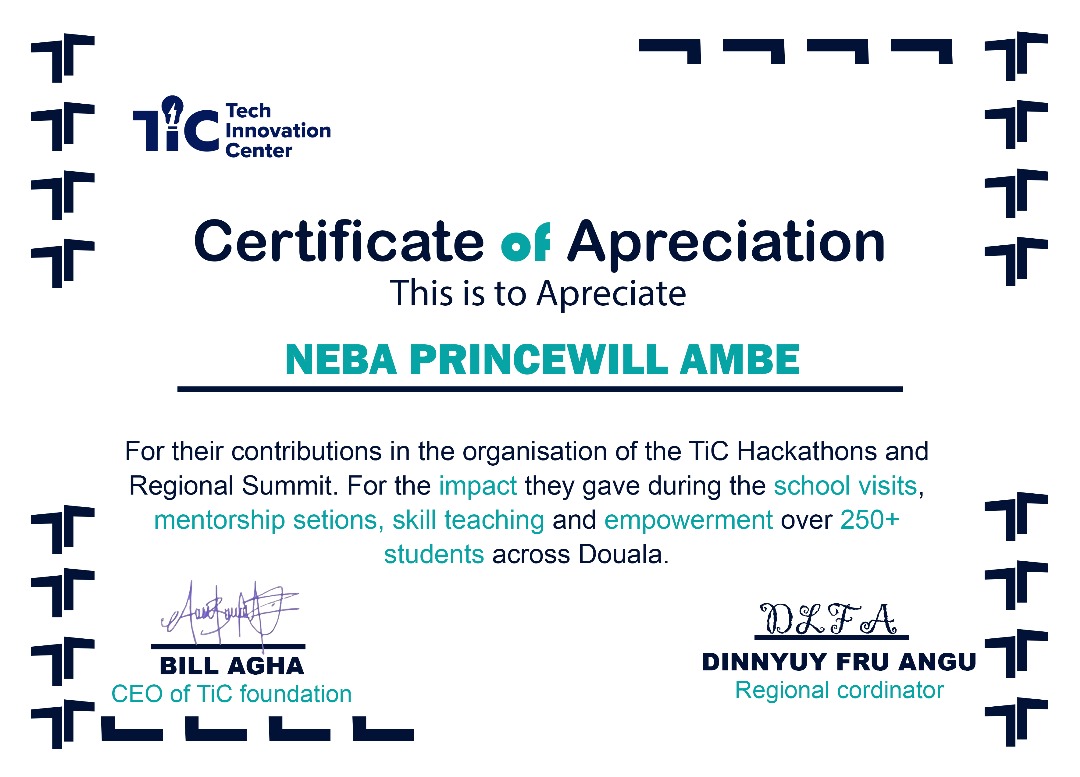 TiC
Tech
Innovation
Center
Certificate of Apreciation
This is to Apreciate
NEBA PRINCEWILL AMBE
For their contributions in the organisation of the TiC Hackathons and
Regional Summit. For the impact they gave during the school visits,
mentorship setions, skill teaching and empowerment over 250+
students across Douala.
DLFA
BILL AGHA
DINNYUY FRU ANGU
CEO of TiC foundation
Regional cordinator